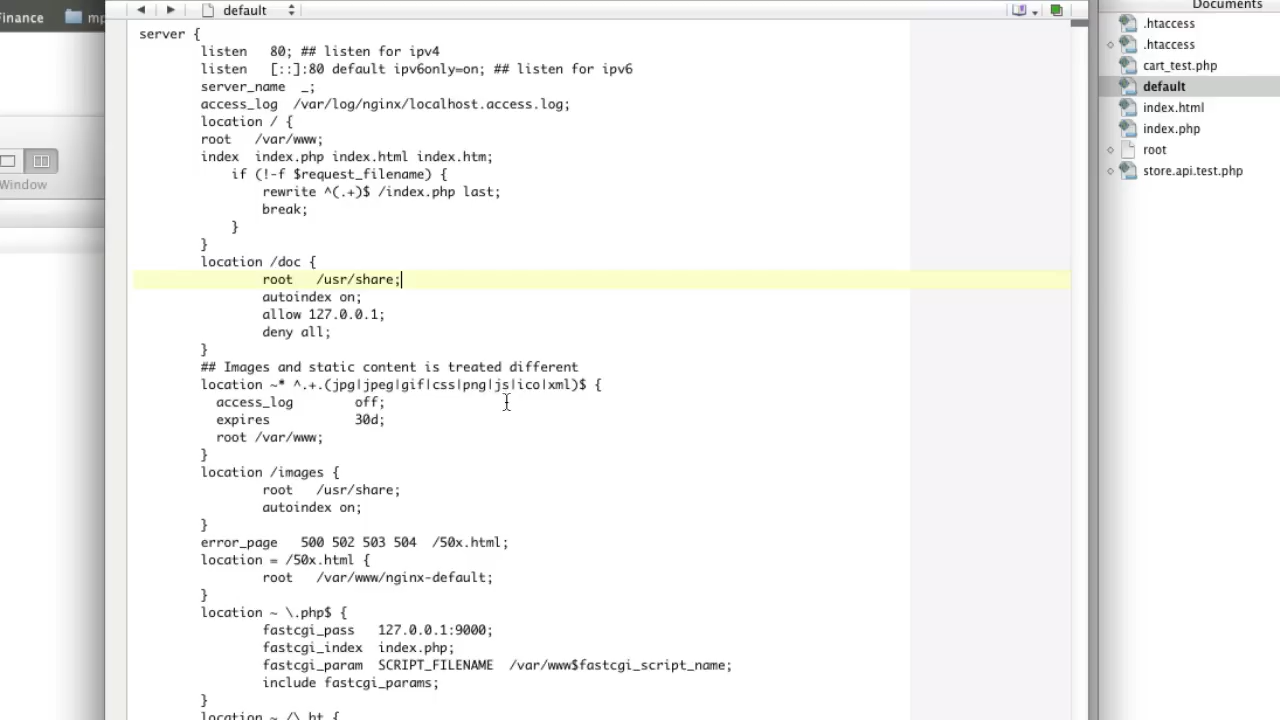 Finance
mp
Window
default
server {
listen   80; ## listen for ipv4
listen   [::]:80 default ipv6only=on; ## listen for ipv6
server_name  _;
access_log  /var/log/nginx/localhost.access.log;
location / {
root   /var/www;
index  index.php index.html index.htm;
if (!-f $request_filename) {
rewrite ^(.+)$ /index.php last;
break;
}
}
location /doc {
root   /usr/share;
autoindex on;
allow 127.0.0.1;
deny all;
}
## Images and static content is treated different
location ~* ^.+.(jpg|jpeg|gif|css|png|js|ico|xml)$ {
access_log        off;
expires           30d;
root /var/www;
}
location /images {
root   /usr/share;
autoindex on;
}
error_page   500 502 503 504  /50x.html;
location = /50x.html {
root   /var/www/nginx-default;
}
location ~ \.php$ {
fastcgi_pass   127.0.0.1:9000;
fastcgi_index  index.php;
fastcgi_param  SCRIPT_FILENAME  /var/www$fastcgi_script_name;
include fastcgi_params;
}
location ~ /\.ht {
Documents
.htaccess
.htaccess
cart_test.php
default
index.html
index.php
root
store.api.test.php